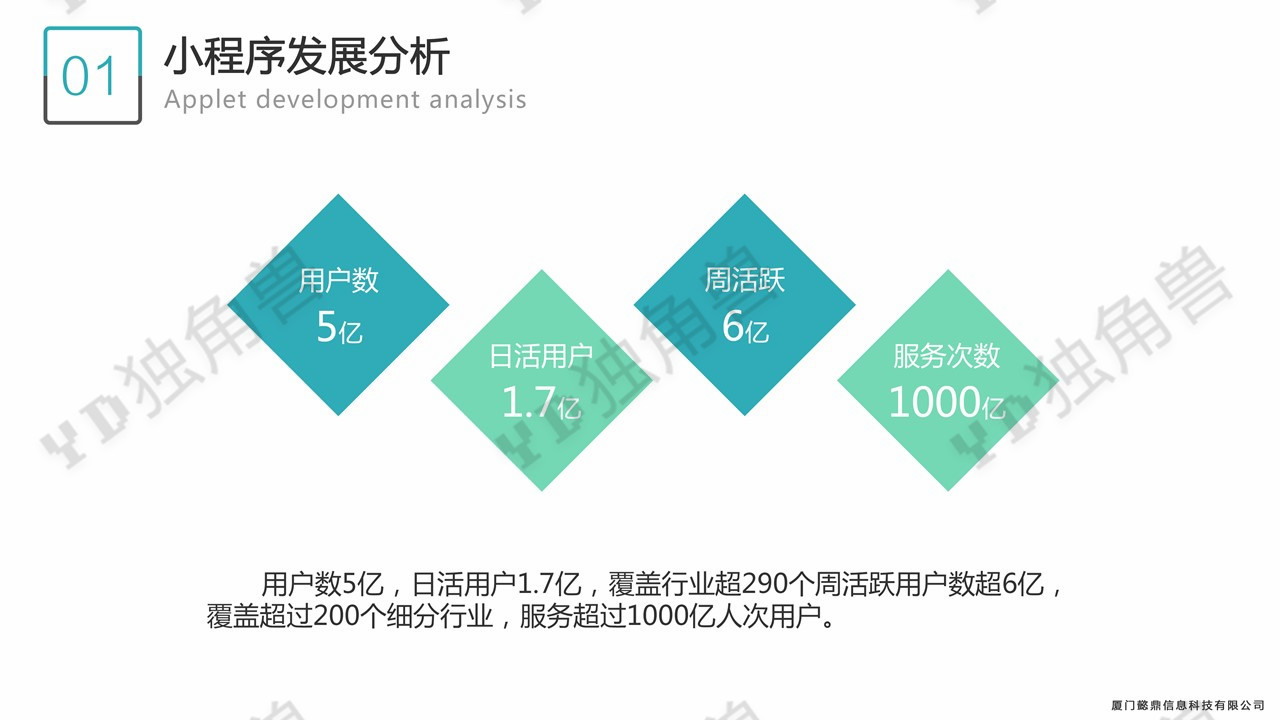 01
小程序发展分析
Applet development analysis
用户数
5亿
日活用户
1.7亿
周活跃
6亿
服务次数
1000亿
YD独角兽
YD独角兽
YD独角兽
用户数5亿，日活用户1.7亿，覆盖行业超290个周活跃用户数超6亿，
覆盖超过200个细分行业，服务超过1000亿人次用户。
厦门懿鼎信息科技有限公司